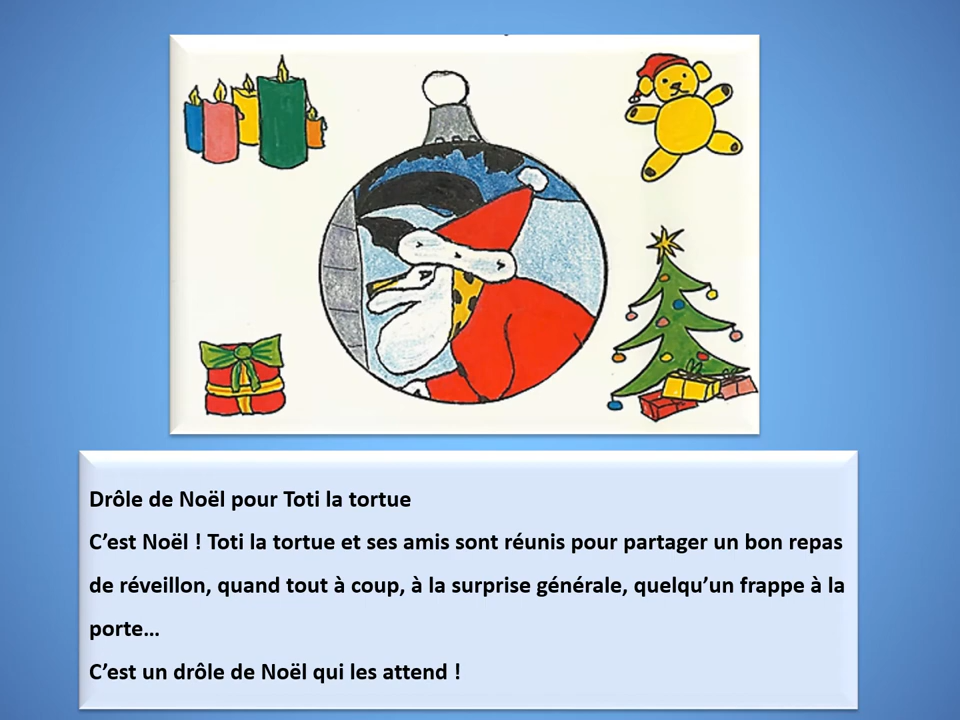 Drôle de Noël pour Toti la tortue
C’est Noël ! Toti la tortue et ses amis sont réunis pour partager un bon repas
de réveillon, quand tout à coup, à la surprise générale, quelqu’un frappe à la
porte…
C’est un drôle de Noël qui les attend !